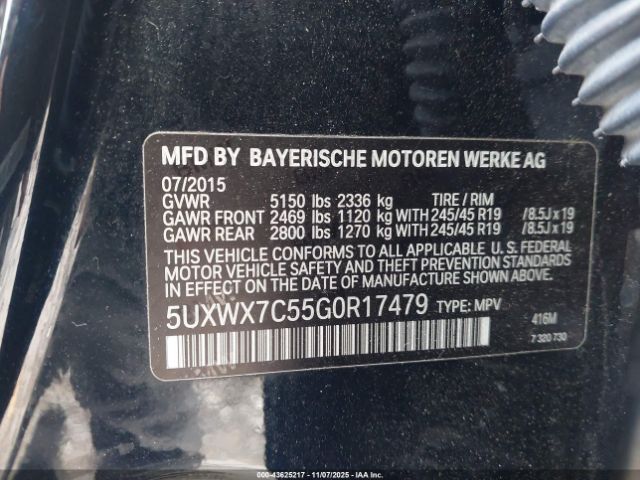 MFD BY BAYERISCHE MOTOREN WERKE AG
07/2015
GVWR 5150 lbs 2336 kg TIRE / RIM
GAWR FRONT 2469 lbs 1120 kg WITH 245/45 R19 /8.5J x 19
GAWR REAR 2800 lbs 1270 kg WITH 245/45 R19 /8.5J x 19
THIS VEHICLE CONFORMS TO ALL APPLICABLE U. S. FEDERAL
MOTOR VEHICLE SAFETY AND THEFT PREVENTION STANDARDS
IN EFFECT ON THE DATE OF MANUFACTURE SHOWN ABOVE.
5UXWX7C55G0R17479 TYPE: MPV
416M
7 320 730
Online - 43625217 - 11/07/2025 - IAAI.com